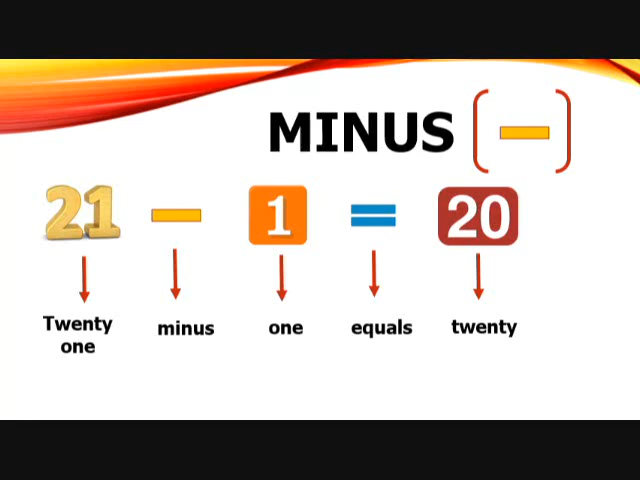 MINUS (−)
21 − 1 = 20
Twenty one minus one equals twenty